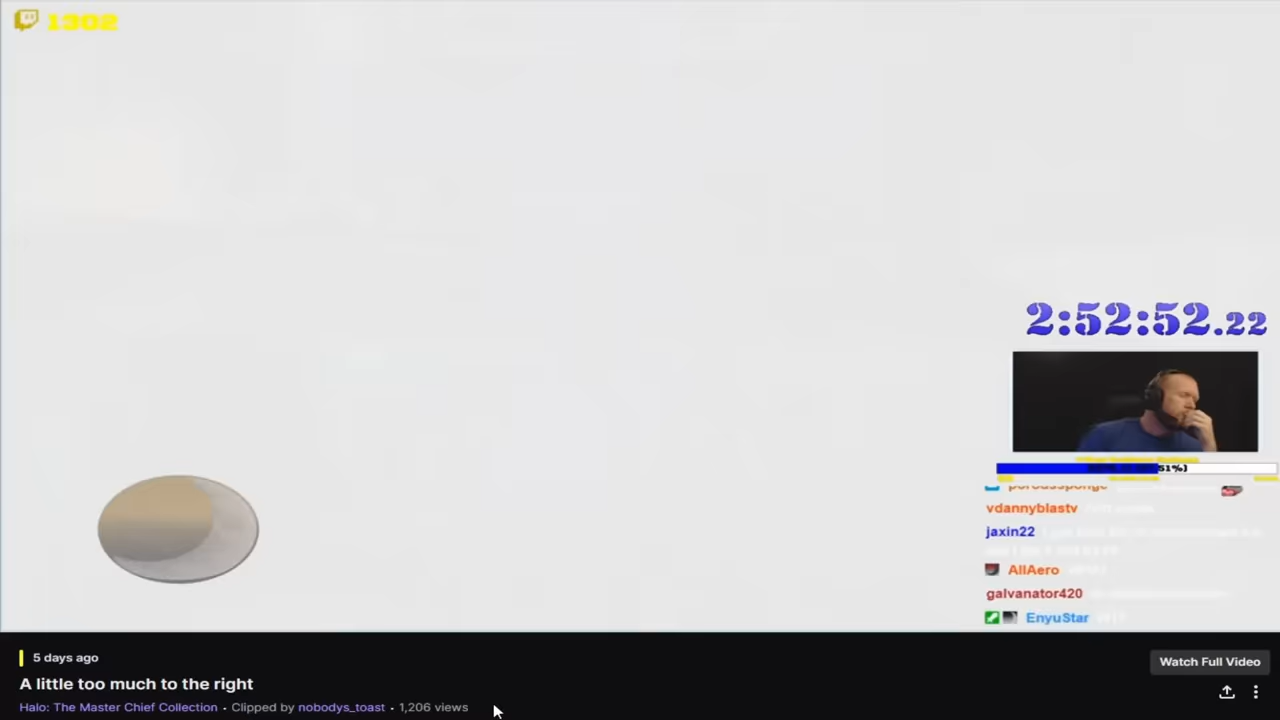 1302
2:52:52.22
51%)
poroussponge
vdannyblastv
jaxin22
AllAero
galvanator420
EnyuStar
5 days ago
Watch Full Video
A little too much to the right
Halo: The Master Chief Collection · Clipped by nobodys_toast · 1,206 views